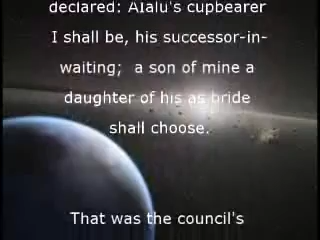 declared: Alalu's cupbearer
I shall be, his successor-in-
waiting;  a son of mine a
daughter of his as bride
shall choose.
That was the council's